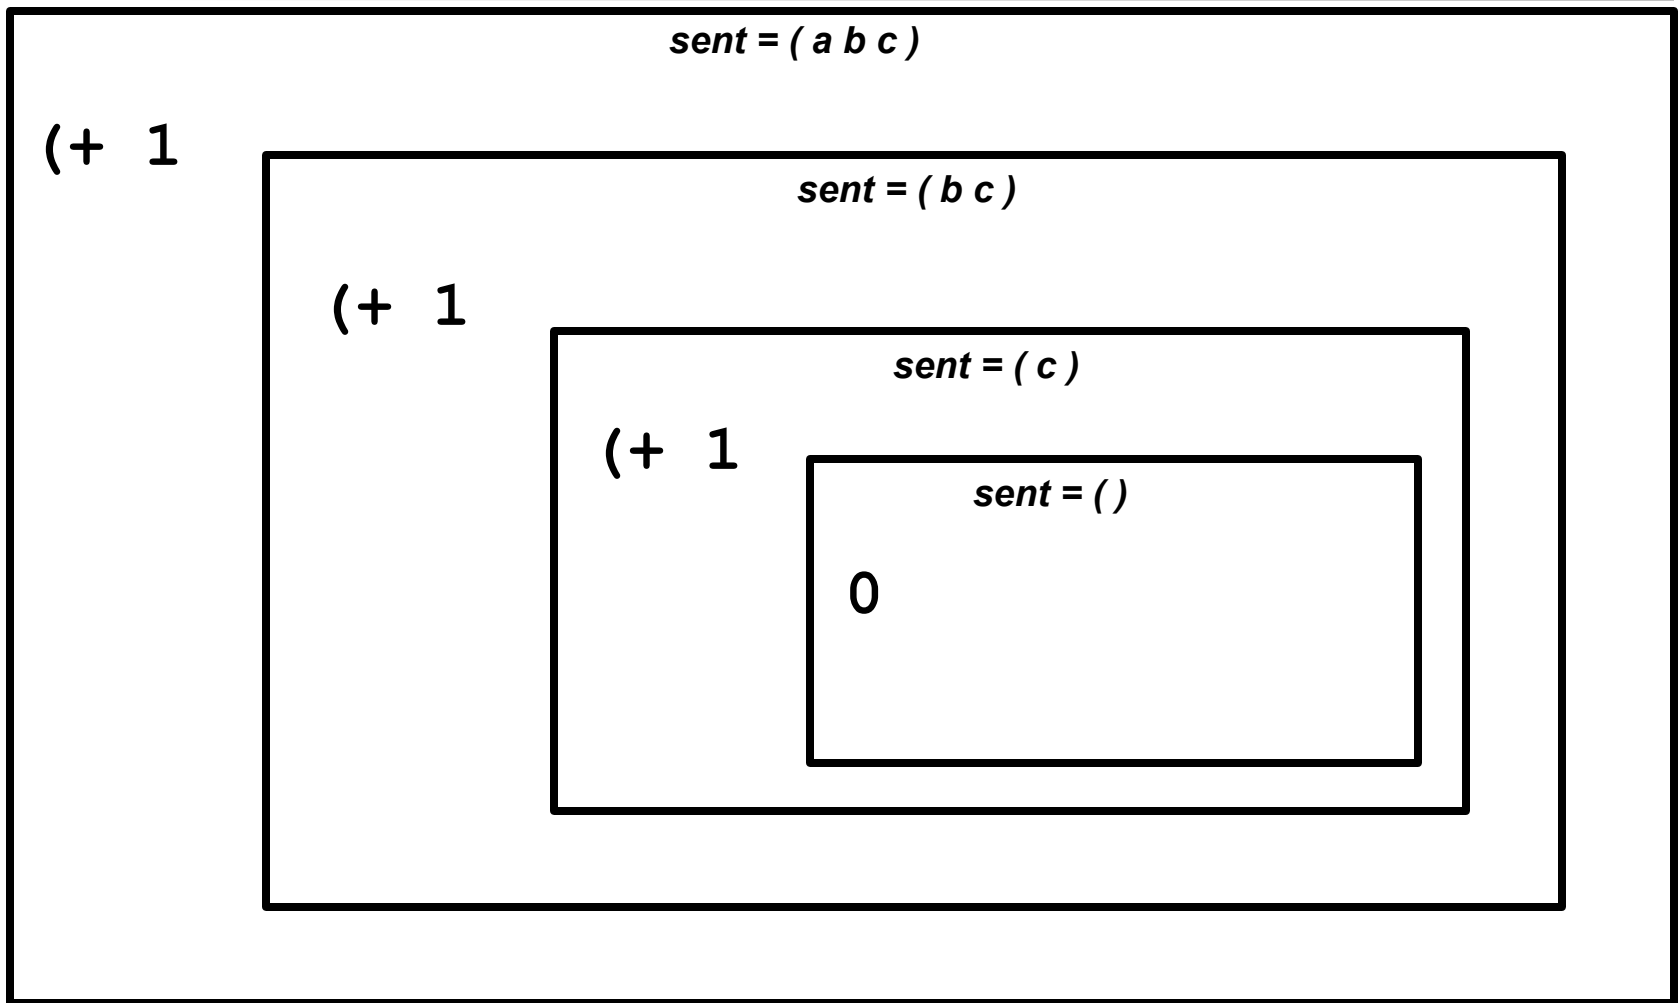 sent = ( a b c )
(+ 1
sent = ( b c )
(+ 1
sent = ( c )
(+ 1
sent = ( )
0